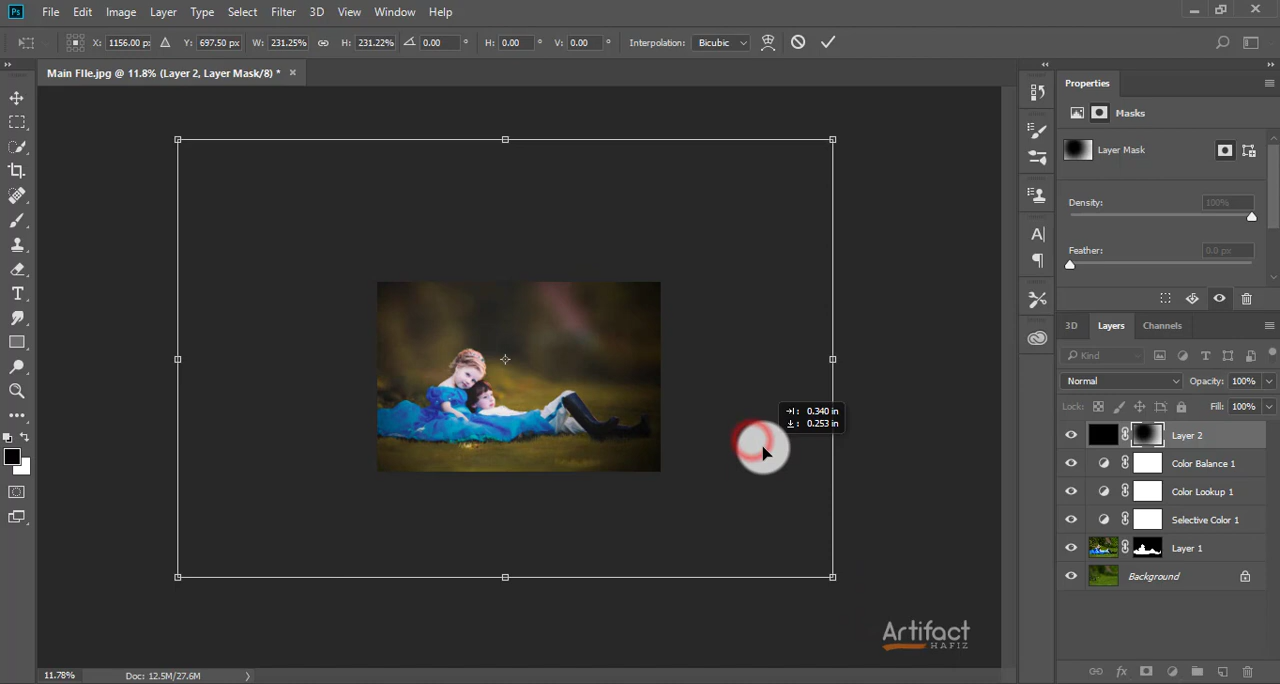 Ps File Edit Image Layer Type Select Filter 3D View Window Help
X: 1156.00 px Y: 697.50 px W: 231.25% H: 231.22% 0.00 ° H: 0.00 ° V: 0.00 ° Interpolation: Bicubic
Main FIle.jpg @ 11.8% (Layer 2, Layer Mask/8) * ×
Properties
Masks
Layer Mask
Density: 100%
Feather: 0.0 px
3D Layers Channels
Kind
Normal Opacity: 100%
Lock: Fill: 100%
Layer 2
Color Balance 1
Color Lookup 1
Selective Color 1
Layer 1
Background
0.340 in
0.253 in
Artifact
HAFIZ
11.78% Doc: 12.5M/27.6M